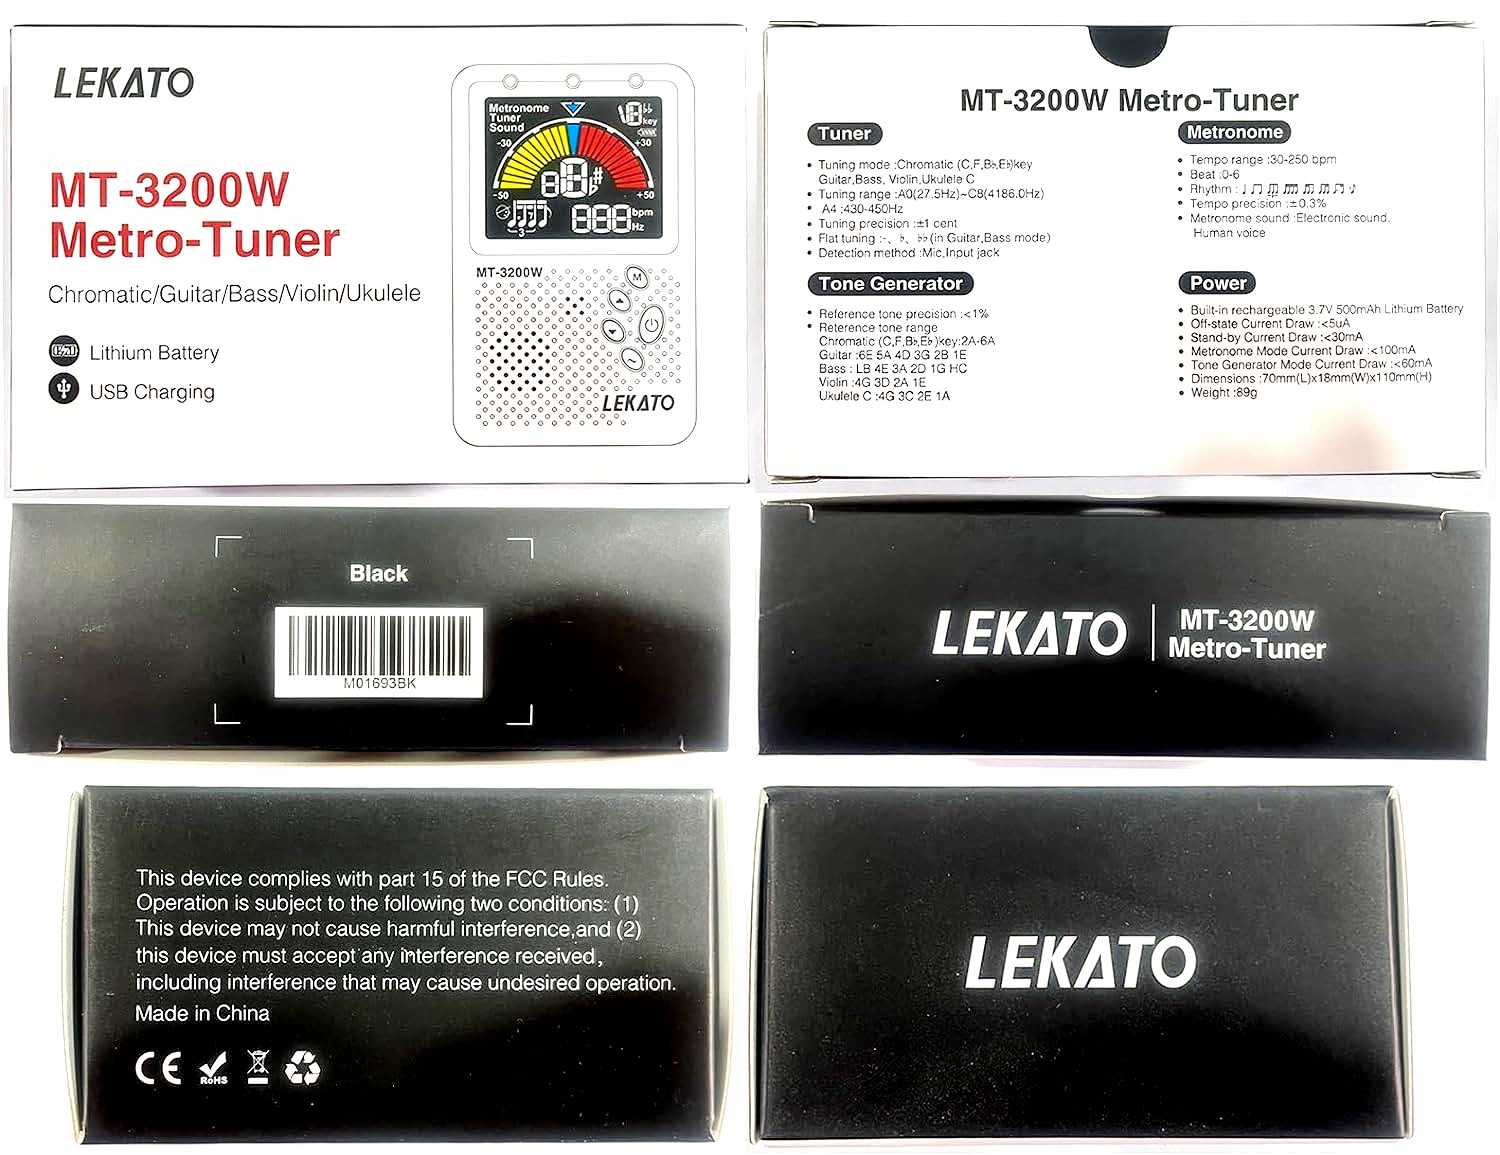 LEKATO
MT-3200W
Metro-Tuner
Chromatic/Guitar/Bass/Violin/Ukulele
Lithium Battery
USB Charging
Metronome
Tuner
Sound
key
-30
+30
-50
+50
bpm
Hz
3
MT-3200W
M
LEKATO
MT-3200W Metro-Tuner
Tuner
• Tuning mode :Chromatic (C,F,B♭,E♭)key
Guitar,Bass, Violin,Ukulele C
• Tuning range :A0(27.5Hz)~C8(4186.0Hz)
• A4 :430-450Hz
• Tuning precision :±1 cent
• Flat tuning :-、♭、♭♭(in Guitar,Bass mode)
• Detection method :Mic,Input jack
Tone Generator
• Reference tone precision :<1%
• Reterence tone range
Chromatic (C,F,B♭,E♭)key:2A-6A
Guitar :6E 5A 4D 3G 2B 1E
Bass : LB 4E 3A 2D 1G HC
Violin :4G 3D 2A 1E
Ukulele C :4G 3C 2E 1A
Metronome
• Tempo range :30-250 bpm
• Beat :0-6
• Rhythm :
• Tempo precision :±0.3%
• Metronome sound :Electronic sound.
Human voice
Power
• Built-in rechargeable 3.7V 500mAh Lithium Battery
• Off-state Current Draw :<5uA
• Stand-by Current Draw :<30mA
• Metronome Mode Current Draw :<100mA
• Tone Generator Mode Current Draw :<60mA
• Dimensions :70mm(L)x18mm(W)x110mm(H)
• Weight :89g
Black
M01693BK
LEKATO
MT-3200W
Metro-Tuner
This device complies with part 15 of the FCC Rules.
Operation is subject to the following two conditions: (1)
This device may not cause harmful interference,and (2)
this device must accept any interference received,
including interference that may cause undesired operation.
Made in China
CE
RoHS
LEKATO